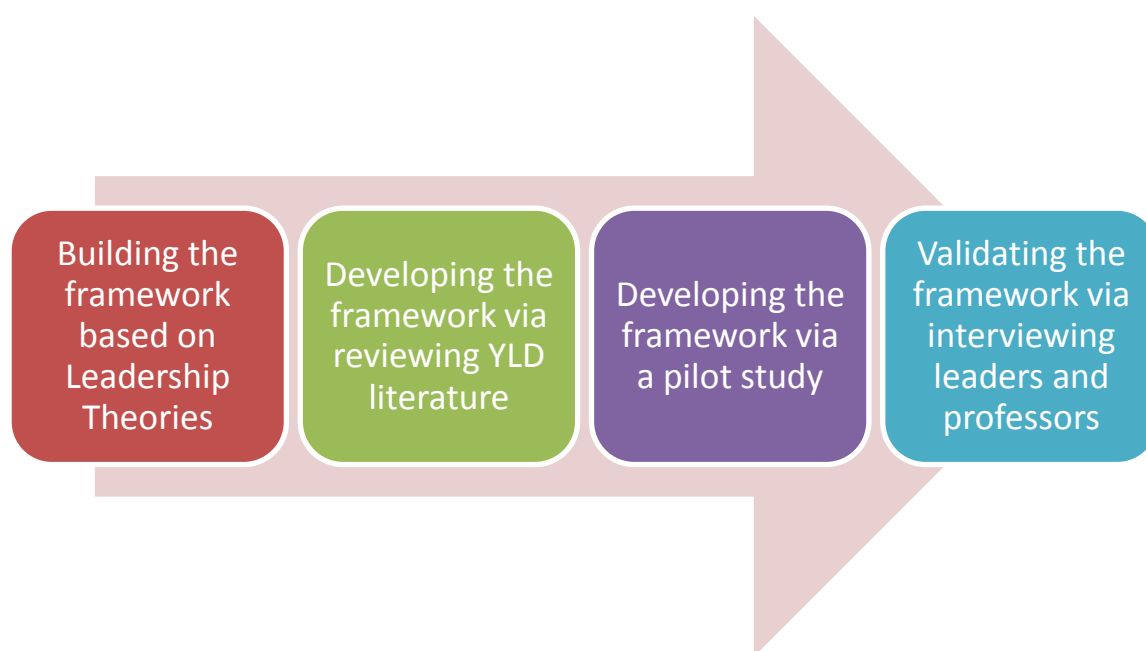 Building the
framework
based on
Leadership
Theories
Developing the
framework via
reviewing YLD
literature
Developing the
framework via
a pilot study
Validating the
framework via
interviewing
leaders and
professors